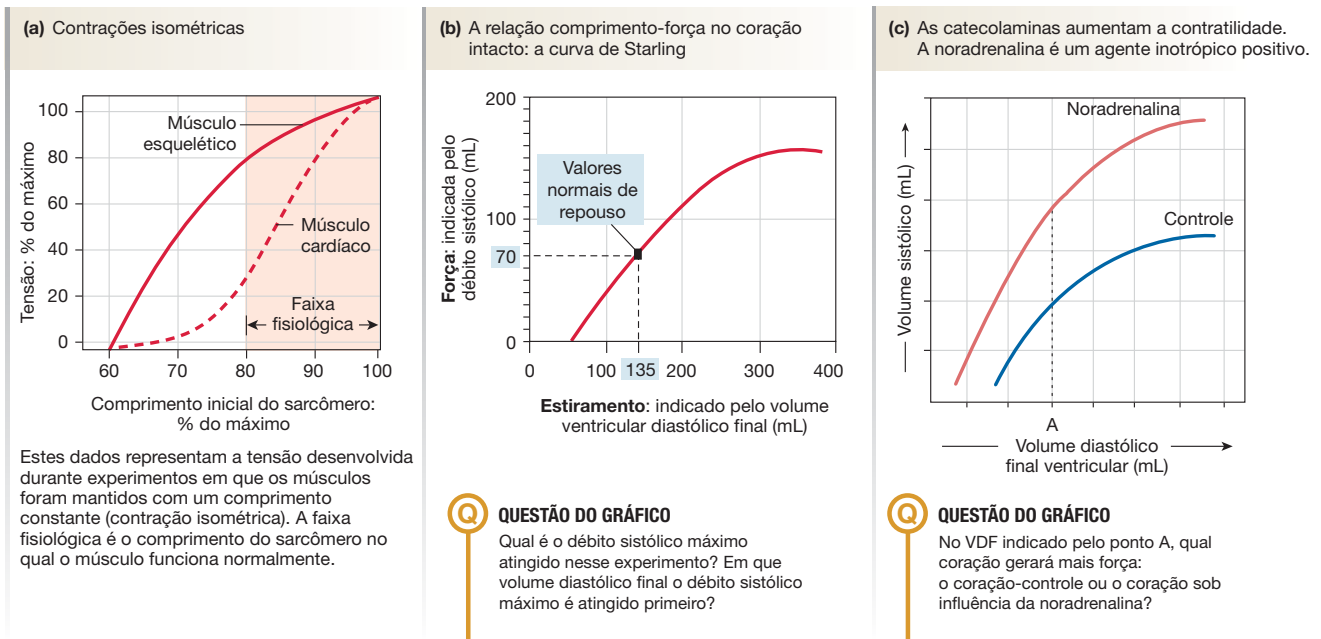 (a) Contrações isométricas
Tensão: % do máximo
100
80
60
40
20
0
Músculo
esquelético
Músculo
cardíaco
Faixa
fisiológica
60 70 80 90 100
Comprimento inicial do sarcômero:
% do máximo
Estes dados representam a tensão desenvolvida
durante experimentos em que os músculos
foram mantidos com um comprimento
constante (contração isométrica). A faixa
fisiológica é o comprimento do sarcômero no
qual o músculo funciona normalmente.
(b) A relação comprimento-força no coração
intacto: a curva de Starling
Força: indicada pelo
débito sistólico (mL)
200
100
70
0
Valores
normais de
repouso
0 100 135 200 300 400
Estiramento: indicado pelo volume
ventricular diastólico final (mL)
Q QUESTÃO DO GRÁFICO
Qual é o débito sistólico máximo
atingido nesse experimento? Em que
volume diastólico final o débito sistólico
máximo é atingido primeiro?
(c) As catecolaminas aumentam a contratilidade.
A noradrenalina é um agente inotrópico positivo.
Volume sistólico (mL)
Noradrenalina
Controle
A
Volume diastólico
final ventricular (mL)
Q QUESTÃO DO GRÁFICO
No VDF indicado pelo ponto A, qual
coração gerará mais força:
o coração-controle ou o coração sob
influência da noradrenalina?